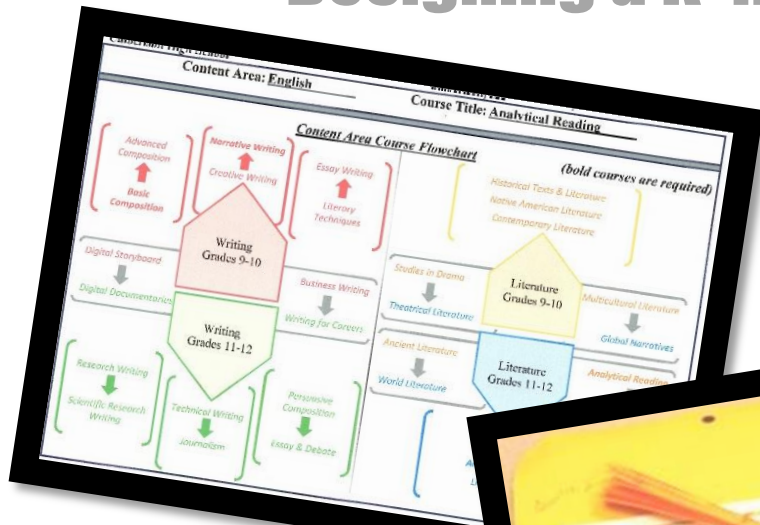 Content Area: English
Course Title: Analytical Reading
Content Area Course Flowchart
(bold courses are required)
Advanced
Composition
Basic
Composition
Narrative Writing
Creative Writing
Essay Writing
Literary
Techniques
Digital Storyboard
Digital Documentaries
Writing
Grades 9-10
Business Writing
Writing for Careers
Writing
Grades 11-12
Research Writing
Scientific Research
Writing
Technical Writing
Journalism
Persuasive
Composition
Essay & Debate
Historical Texts & Literature
Native American Literature
Contemporary Literature
Studies in Drama
Theatrical Literature
Literature
Grades 9-10
Multicultural Literature
Global Narratives
Ancient Literature
World Literature
Literature
Grades 11-12
Analytical Reading